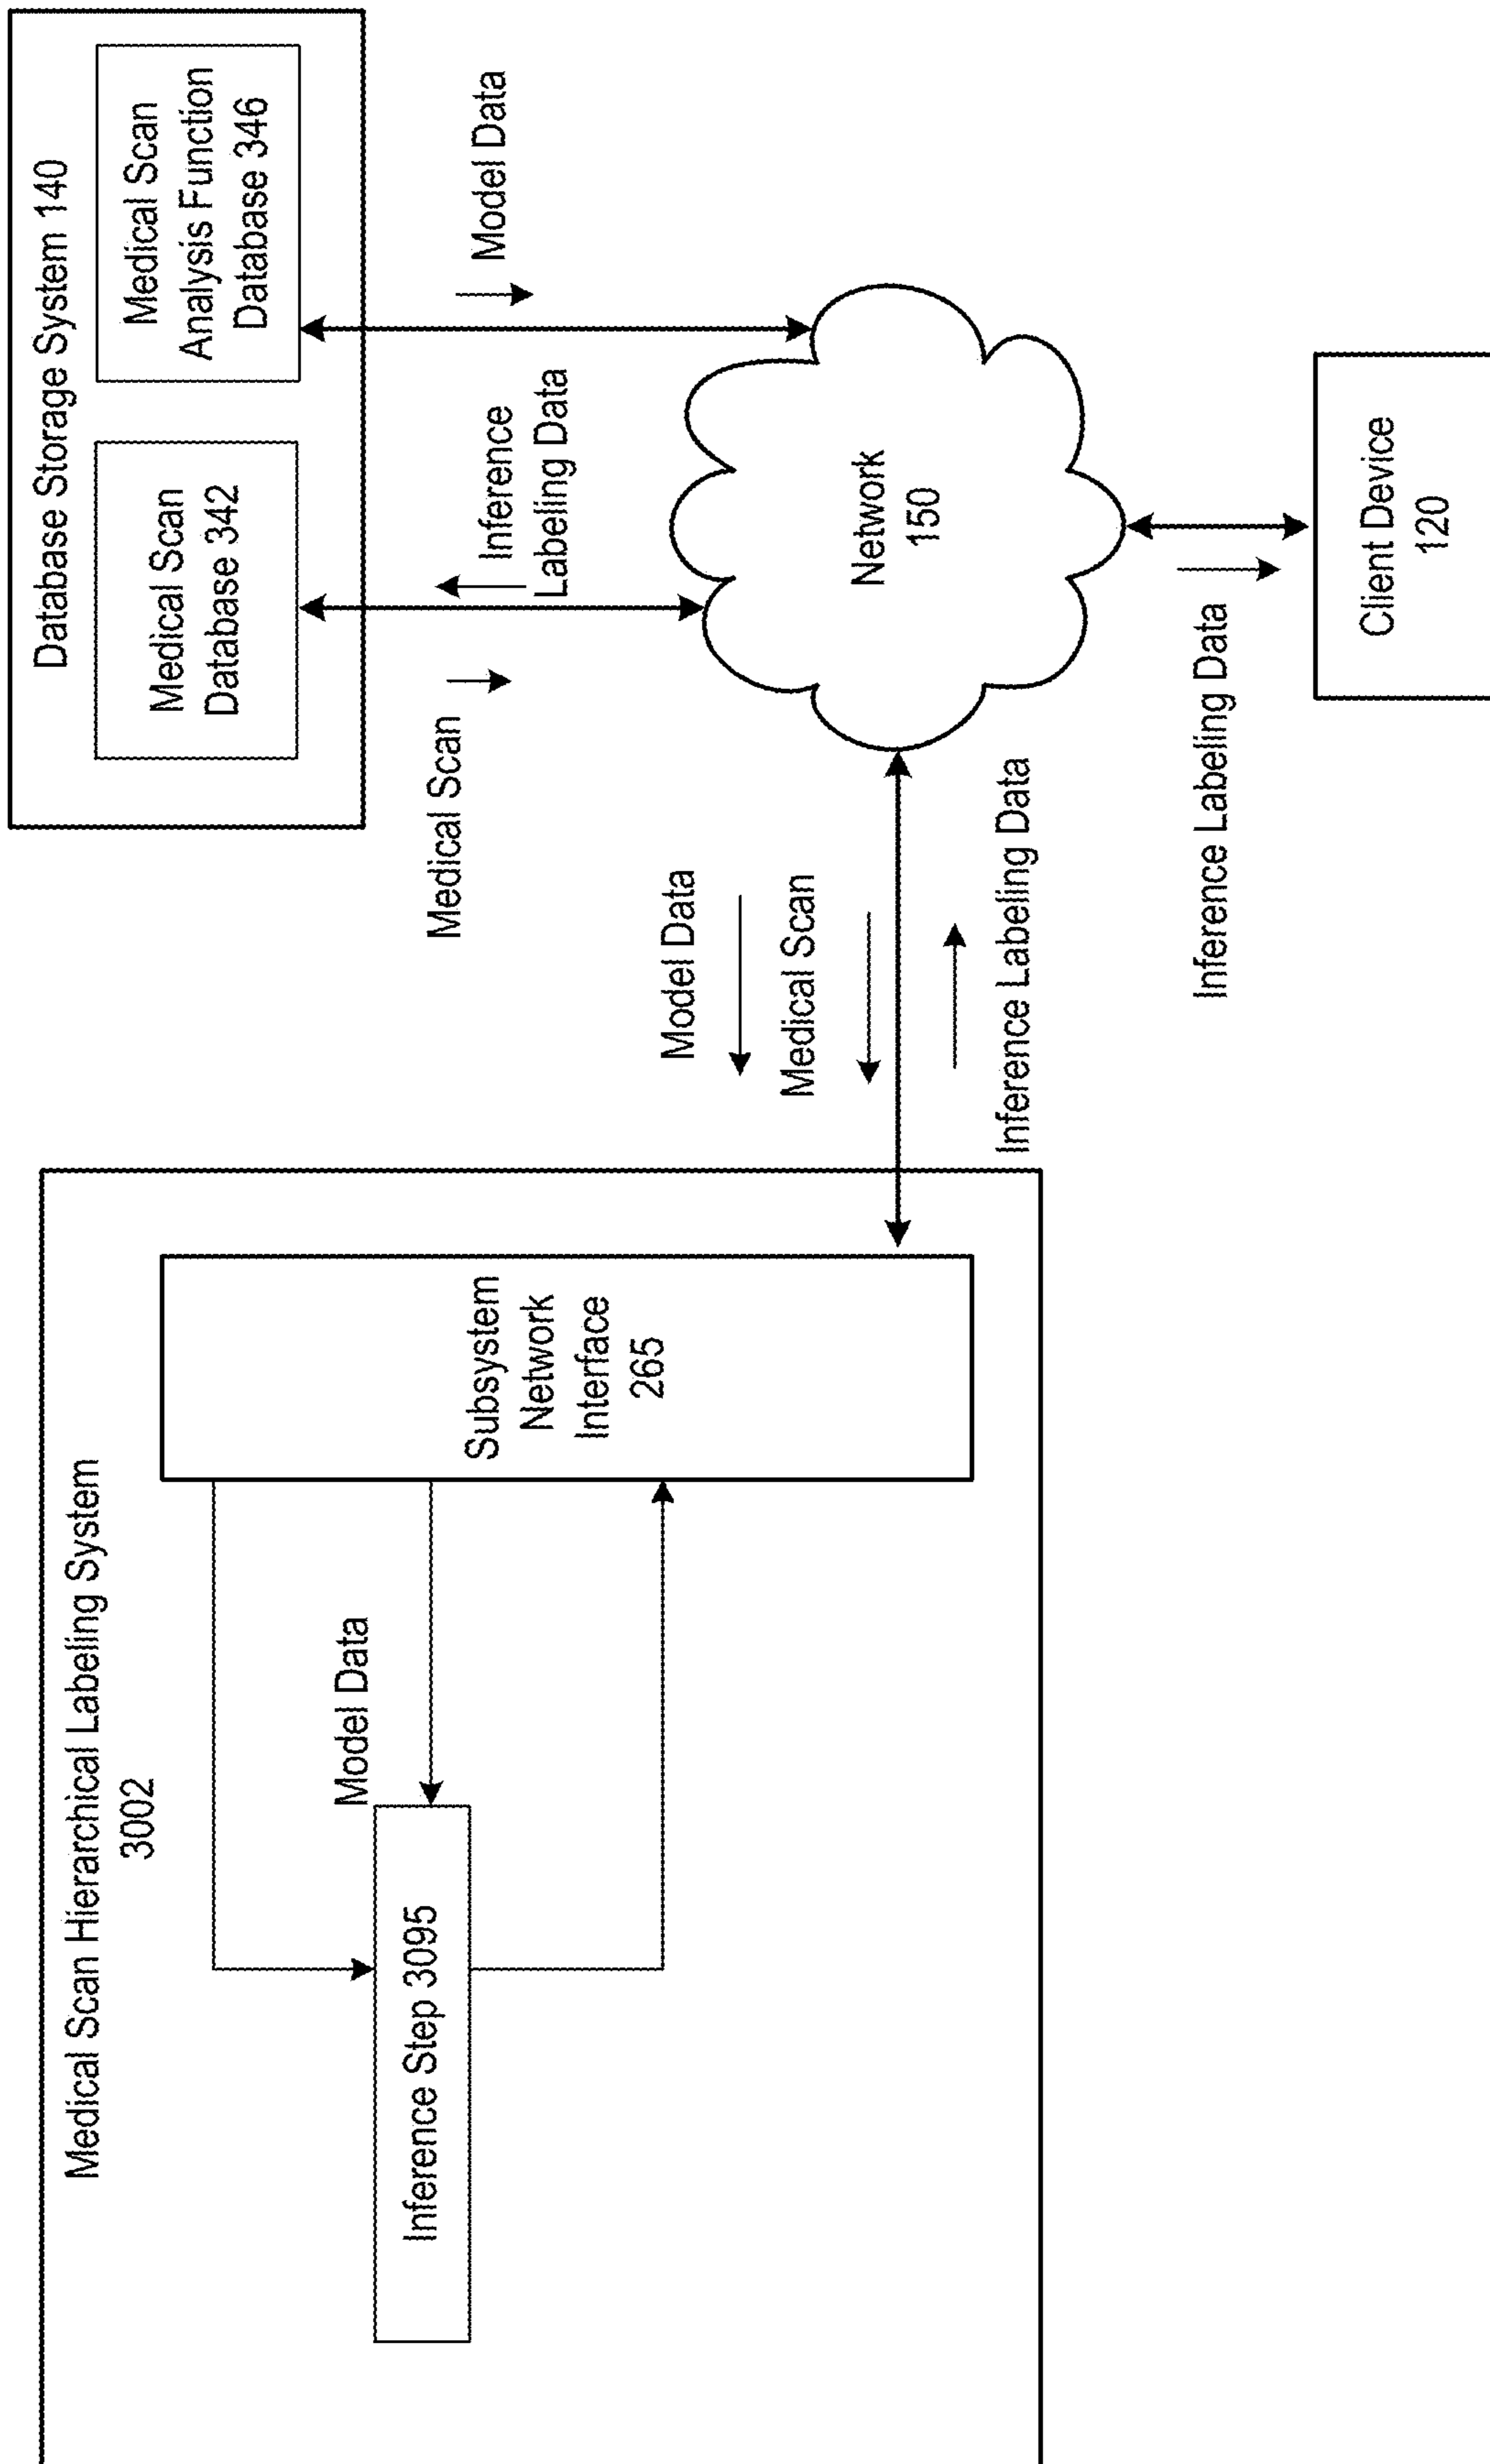 Medical Scan Hierarchical Labeling System
3002
Model Data
Inference Step 3095
Subsystem
Network
Interface
265
Model Data
Medical Scan
Inference Labeling Data
Database Storage System 140
Medical Scan
Database 342
Medical Scan
Analysis Function
Database 346
Medical Scan
Inference
Labeling Data
Model Data
Network
150
Inference Labeling Data
Client Device
120